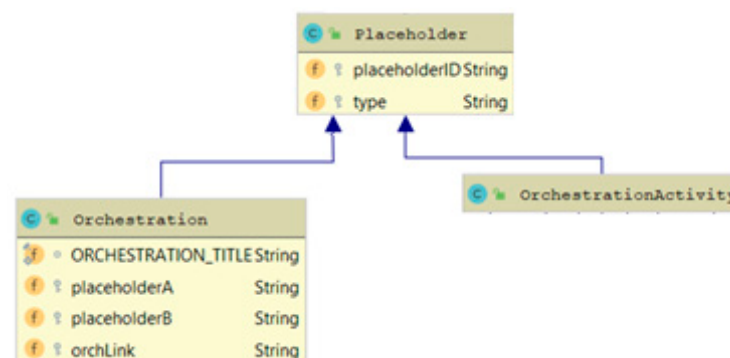 Placeholder
placeholderID String
type String
Orchestration
ORCHESTRATION_TITLE String
placeholderA String
placeholderB String
orchLink String
OrchestrationActivity